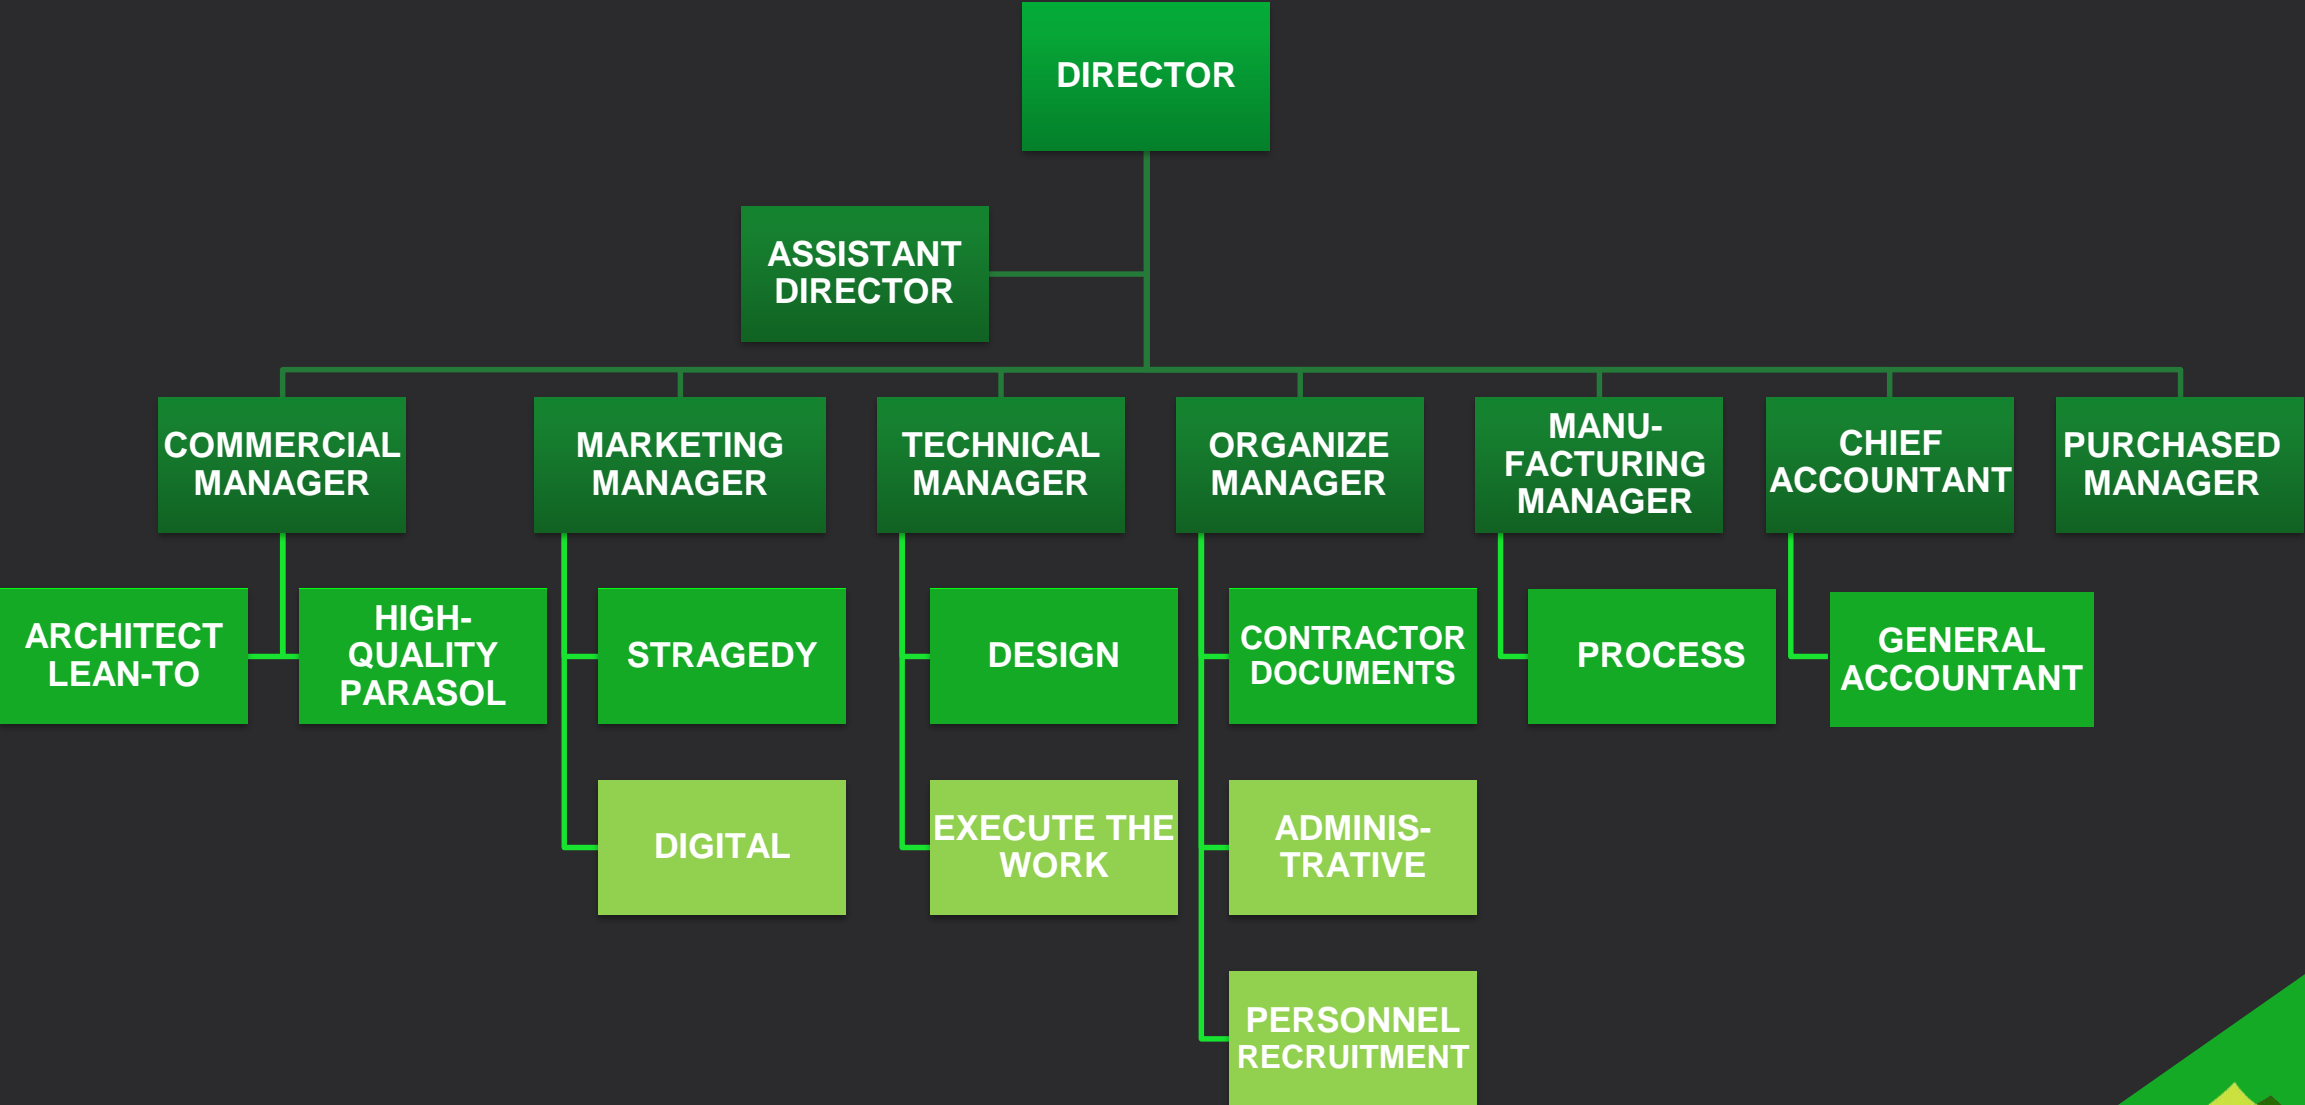 DIRECTOR
ASSISTANT
DIRECTOR
COMMERCIAL
MANAGER
MARKETING
MANAGER
TECHNICAL
MANAGER
ORGANIZE
MANAGER
MANU-
FACTURING
MANAGER
CHIEF
ACCOUNTANT
PURCHASED
MANAGER
ARCHITECT
LEAN-TO
HIGH-
QUALITY
PARASOL
STRAGEDY
DESIGN
CONTRACTOR
DOCUMENTS
PROCESS
GENERAL
ACCOUNTANT
DIGITAL
EXECUTE THE
WORK
ADMINIS-
TRATIVE
PERSONNEL
RECRUITMENT